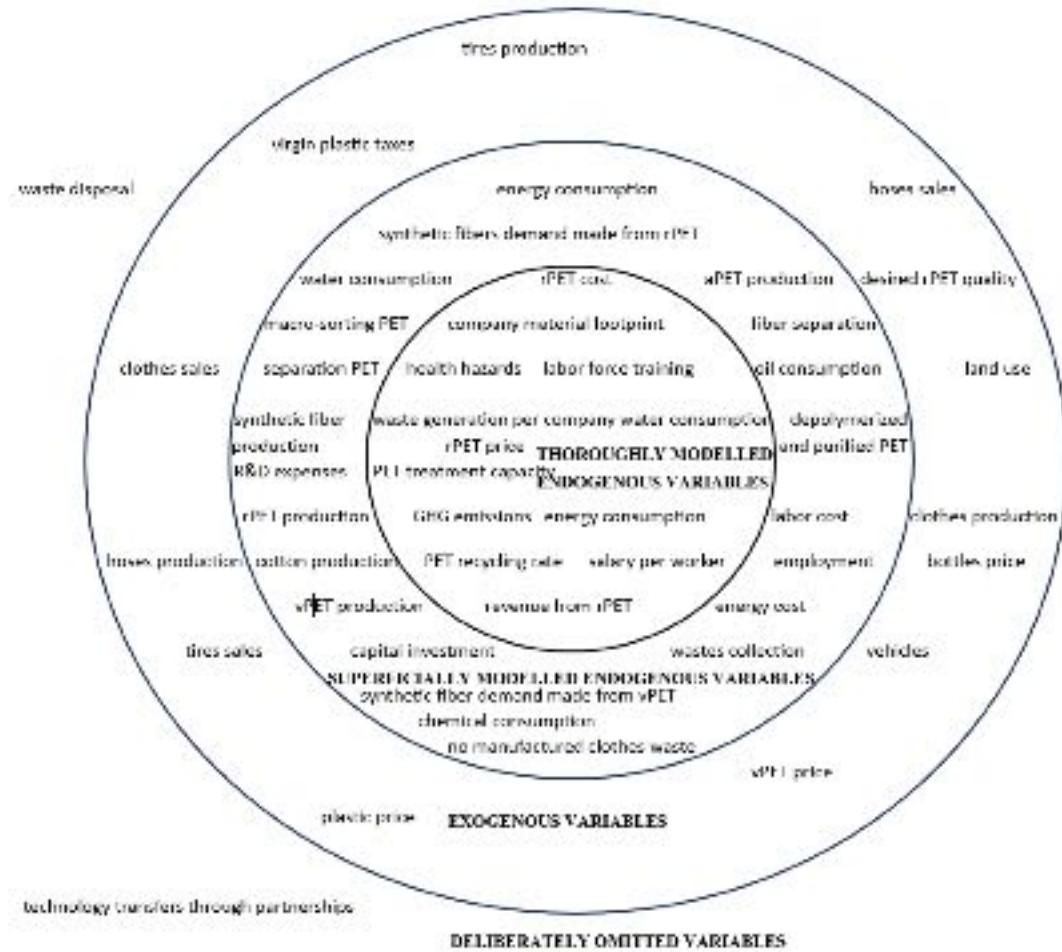 tires production
virgin plastic taxes
waste disposal
energy consumption
hoses sales
synthetic fibers demand made from rPET
water consumption
rPET cost
aPET production
desired rPET quality
macro-sorting PET
company material footprint
fiber separation
clothes sales
separation PET
health hazards
labor force training
oil consumption
land use
synthetic fiber
production
waste generation per company water consumption
depolymerized
and purified PET
rPET price
THOROUGHLY MODELLED
ENDOGENOUS VARIABLES
R&D expenses
PET treatment capacity
rPET production
GHG emissions
energy consumption
labor cost
clothes production
hoses production
cotton production
PET recycling rate
salary per worker
employment
bottles price
vPET production
revenue from rPET
energy cost
tires sales
capital investment
wastes collection
vehicles
SUPERFICIALLY MODELLED ENDOGENOUS VARIABLES
synthetic fiber demand made from vPET
chemical consumption
no manufactured clothes waste
vPET price
plastic price
EXOGENOUS VARIABLES
technology transfers through partnerships
DELIBERATELY OMITTED VARIABLES